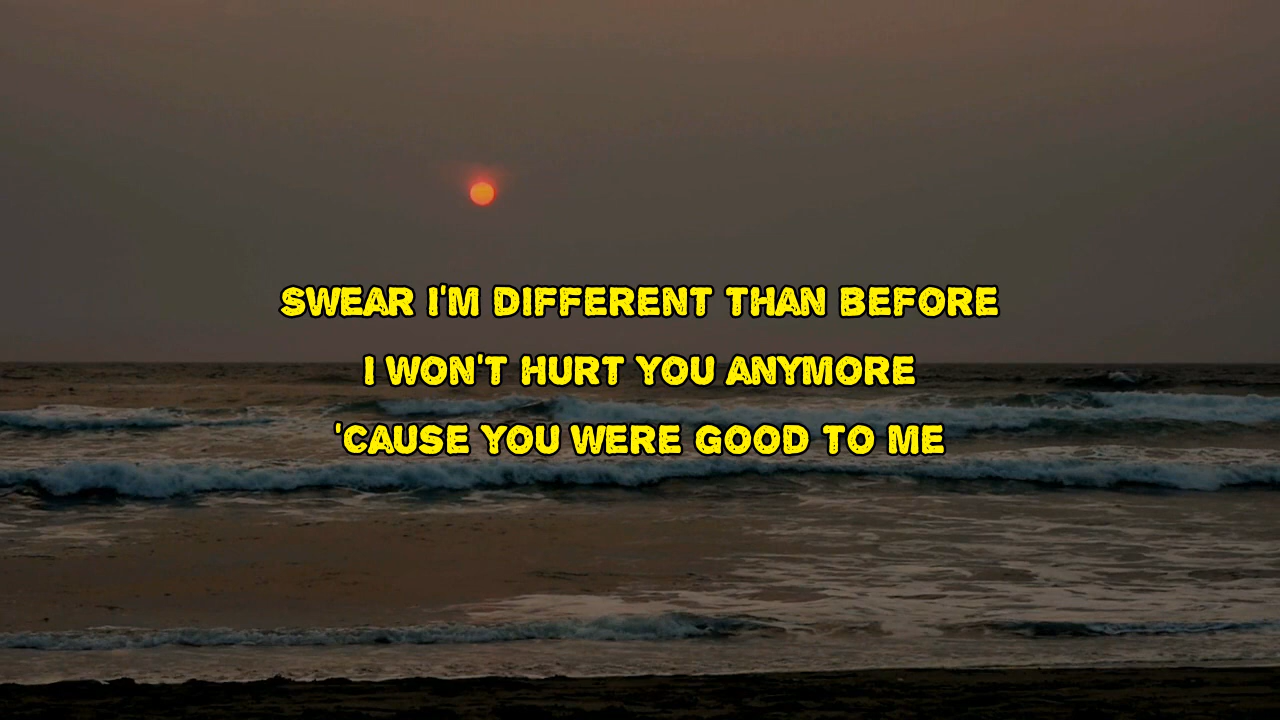 SWEAR I'M DIFFERENT THAN BEFORE
I WON'T HURT YOU ANYMORE
'CAUSE YOU WERE GOOD TO ME